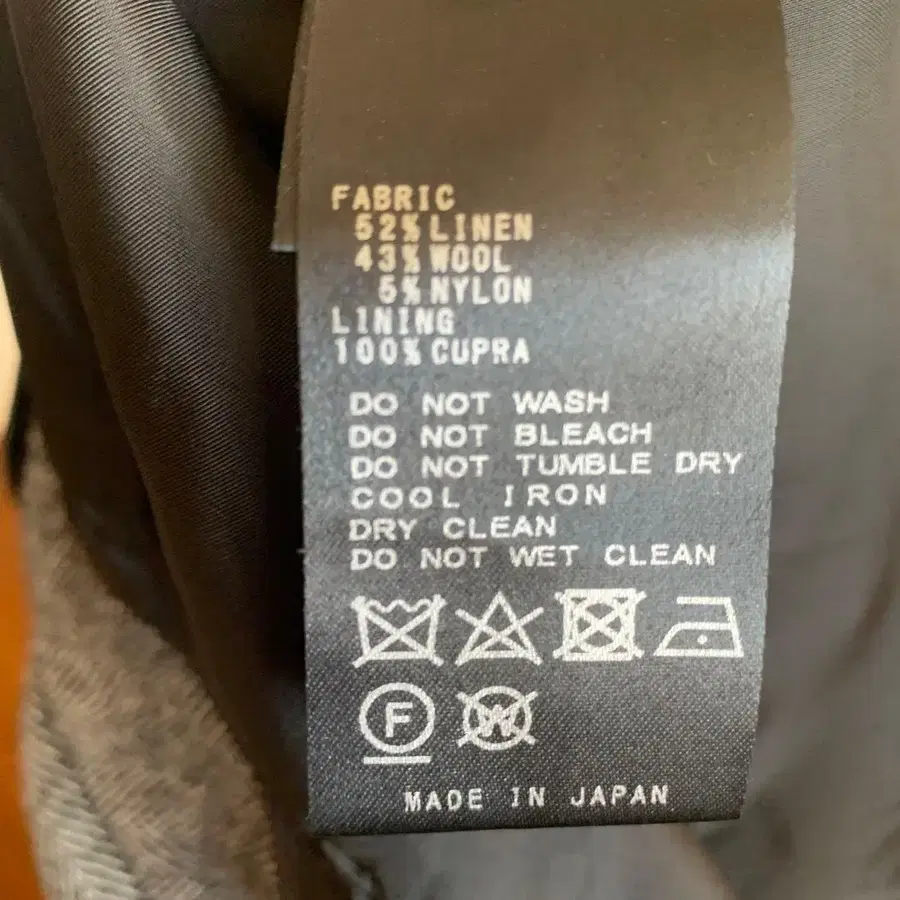 FABRIC
52%LINEN
43%WOOL
5%NYLON
LINING
100%CUPRA
DO NOT WASH
DO NOT BLEACH
DO NOT TUMBLE DRY
COOL IRON
DRY CLEAN
DO NOT WET CLEAN
F W
MADE IN JAPAN